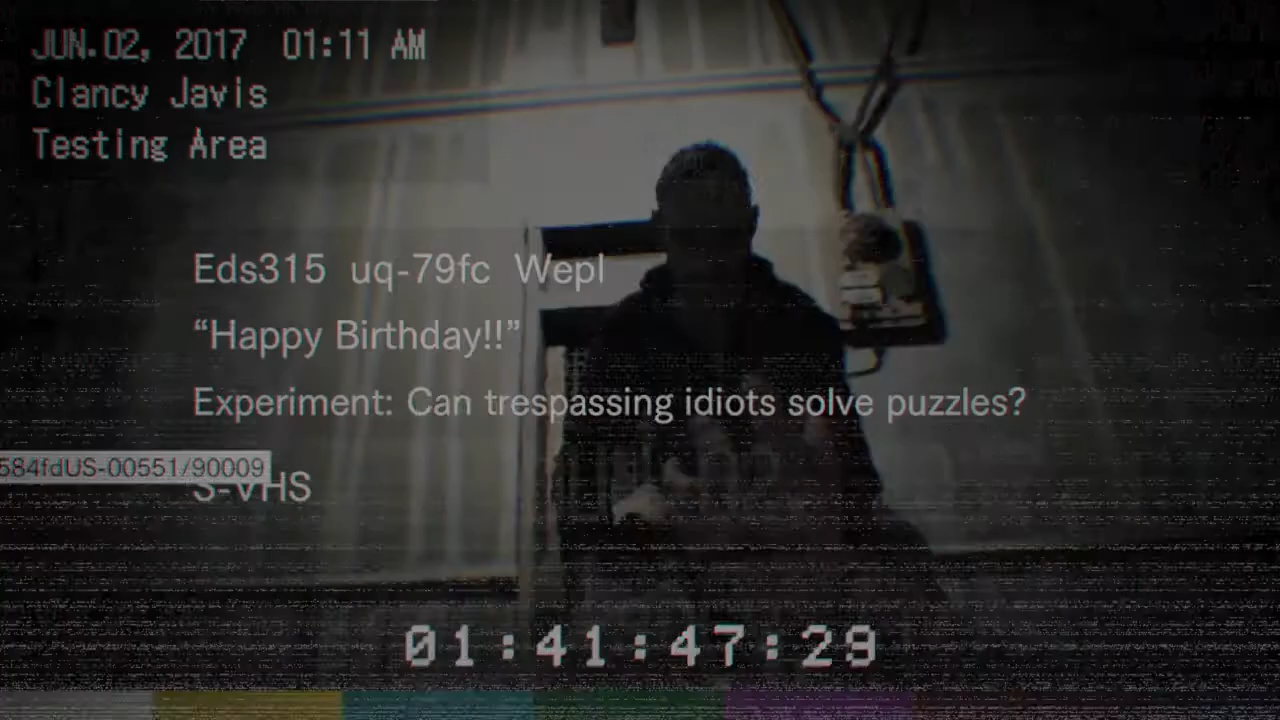 JUN.02, 2017 01:11 AM
Clancy Javis
Testing Area
Eds315 uq-79fc Wepl
“Happy Birthday!!”
Experiment: Can trespassing idiots solve puzzles?
584fdUS-00551/90009
S-VHS
01:41:47:29